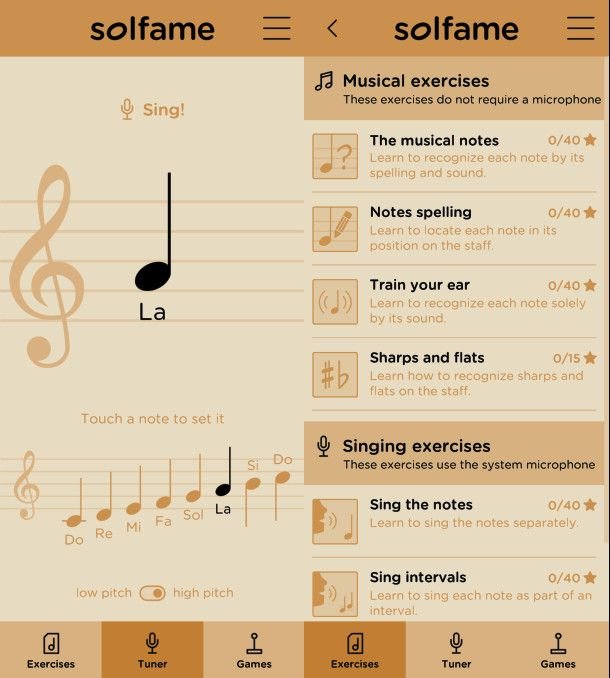 solfame
Sing!
La
Touch a note to set it
Do Re Mi Fa Sol La Si Do
low pitch high pitch
Exercises Tuner Games
solfame
Musical exercises
These exercises do not require a microphone
The musical notes 0/40
Learn to recognize each note by its
spelling and sound.
Notes spelling 0/40
Learn to locate each note in its
position on the staff.
Train your ear 0/40
Learn to recognize each note solely
by its sound.
Sharps and flats 0/15
Learn how to recognize sharps and
flats on the staff.
Singing exercises
These exercises use the system microphone
Sing the notes 0/40
Learn to sing the notes separately.
Sing intervals 0/40
Learn to sing each note as part of an
interval.
Exercises Tuner Games